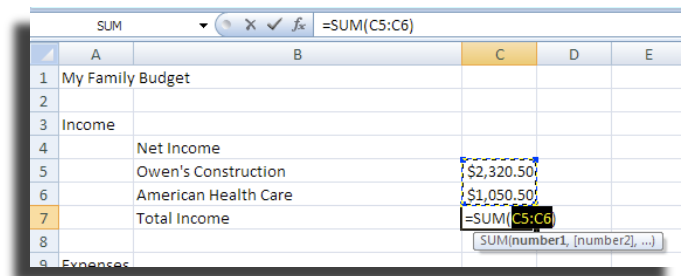 SUM fx =SUM(C5:C6)
A B C D E
1 My Family Budget
2
3 Income
4 Net Income
5 Owen's Construction $2,320.50
6 American Health Care $1,050.50
7 Total Income =SUM(C5:C6)
8 SUM(number1, [number2], ...)
9 Expenses